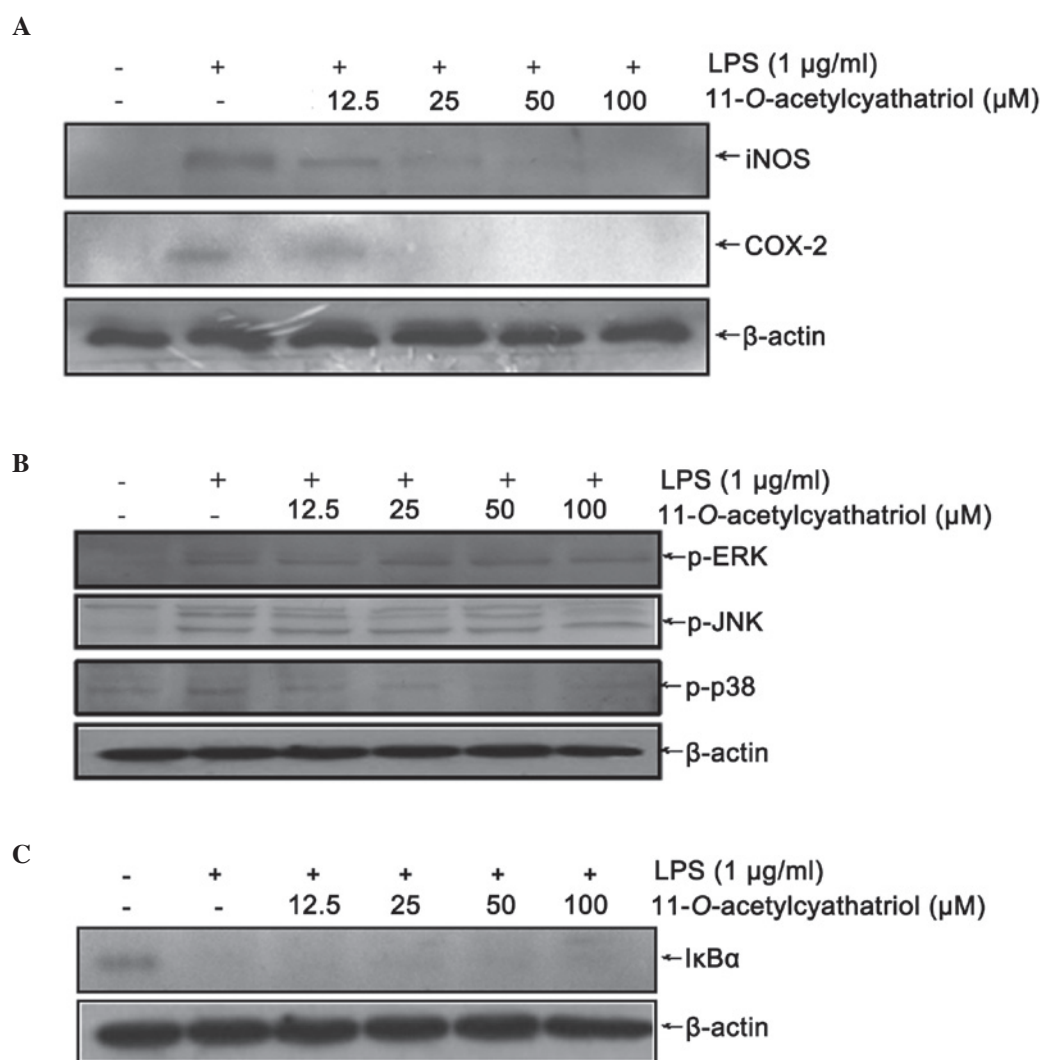 A
- + + + + + LPS (1 µg/ml)
- - 12.5 25 50 100 11-O-acetylcyathatriol (µM)
iNOS
COX-2
β-actin
B
- + + + + + LPS (1 µg/ml)
- - 12.5 25 50 100 11-O-acetylcyathatriol (µM)
p-ERK
p-JNK
p-p38
β-actin
C
- + + + + + LPS (1 µg/ml)
- - 12.5 25 50 100 11-O-acetylcyathatriol (µM)
IκBα
β-actin